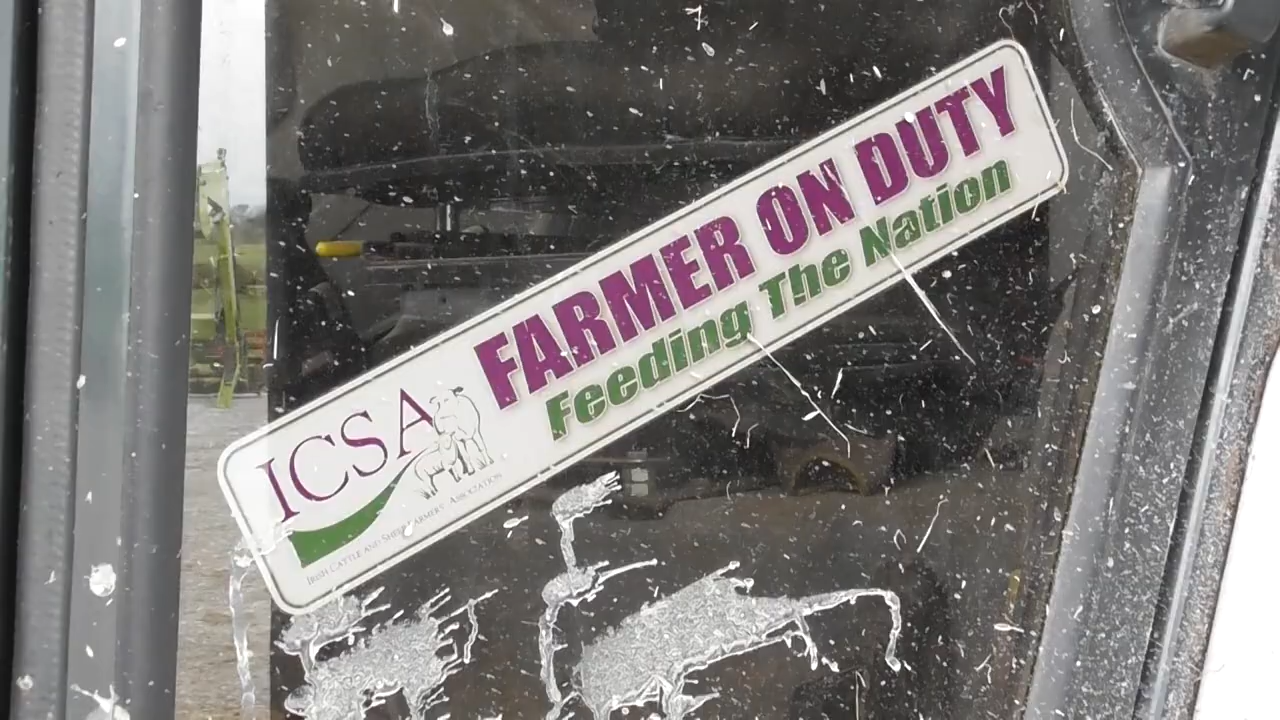 ICSA
IRISH CATTLE AND SHEEP FARMERS' ASSOCIATION
FARMER ON DUTY
Feeding The Nation